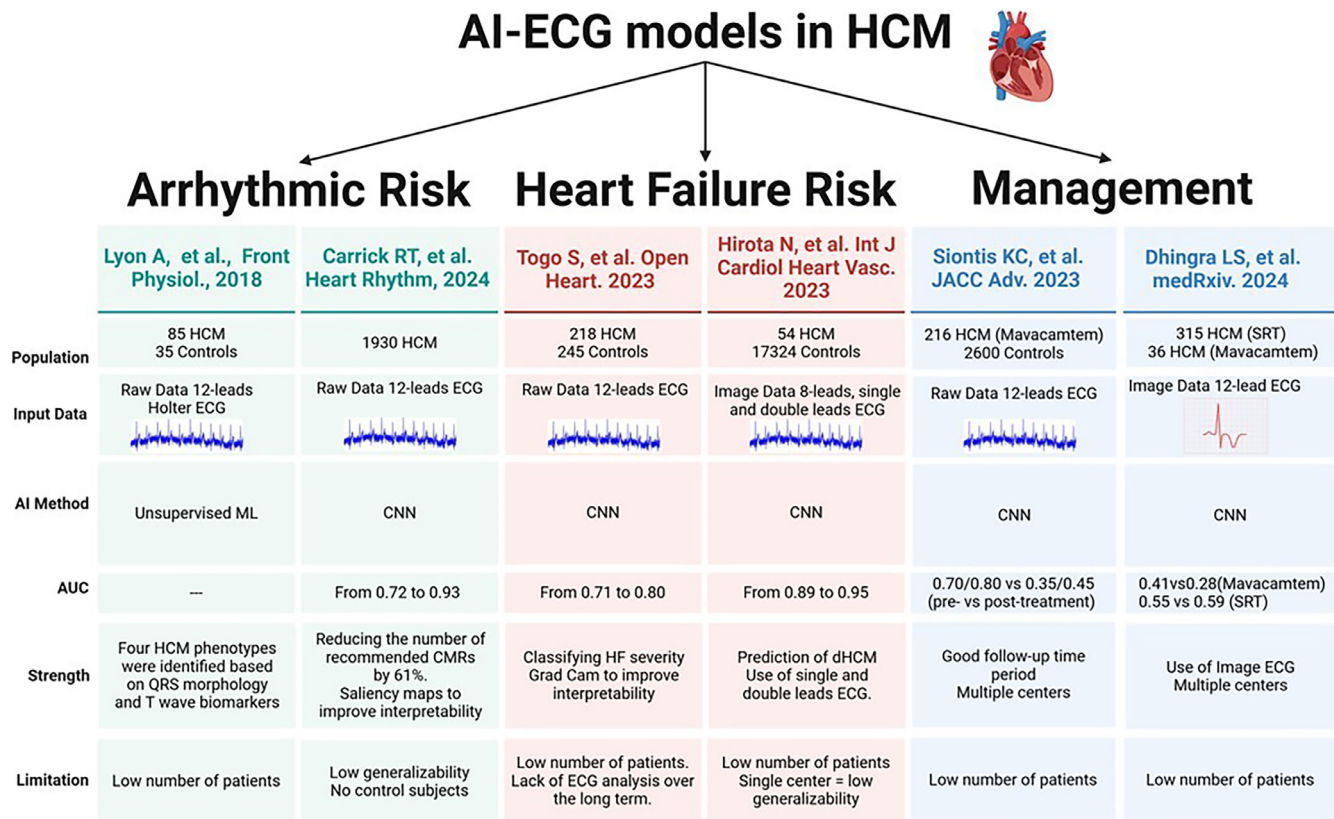 AI-ECG models in HCM
Arrhythmic Risk
Heart Failure Risk
Management
Lyon A, et al., Front
Physiol., 2018
Carrick RT, et al.
Heart Rhythm, 2024
Togo S, et al. Open
Heart. 2023
Hirota N, et al. Int J
Cardiol Heart Vasc.
2023
Siontis KC, et al.
JACC Adv. 2023
Dhingra LS, et al.
medRxiv. 2024
Population
85 HCM
35 Controls
1930 HCM
218 HCM
245 Controls
54 HCM
17324 Controls
216 HCM (Mavacamtem)
2600 Controls
315 HCM (SRT)
36 HCM (Mavacamtem)
Input Data
Raw Data 12-leads
Holter ECG
Raw Data 12-leads ECG
Raw Data 12-leads ECG
Image Data 8-leads, single
and double leads ECG
Raw Data 12-leads ECG
Image Data 12-lead ECG
AI Method
Unsupervised ML
CNN
CNN
CNN
CNN
CNN
AUC
---
From 0.72 to 0.93
From 0.71 to 0.80
From 0.89 to 0.95
0.70/0.80 vs 0.35/0.45
(pre- vs post-treatment)
0.41vs0.28(Mavacamtem)
0.55 vs 0.59 (SRT)
Strength
Four HCM phenotypes
were identified based
on QRS morphology
and T wave biomarkers
Reducing the number of
recommended CMRs
by 61%.
Saliency maps to
improve interpretability
Classifying HF severity
Grad Cam to improve
interpretability
Prediction of dHCM
Use of single and
double leads ECG.
Good follow-up time
period
Multiple centers
Use of Image ECG
Multiple centers
Limitation
Low number of patients
Low generalizability
No control subjects
Low number of patients.
Lack of ECG analysis over
the long term.
Low number of patients
Single center = low
generalizability
Low number of patients
Low number of patients